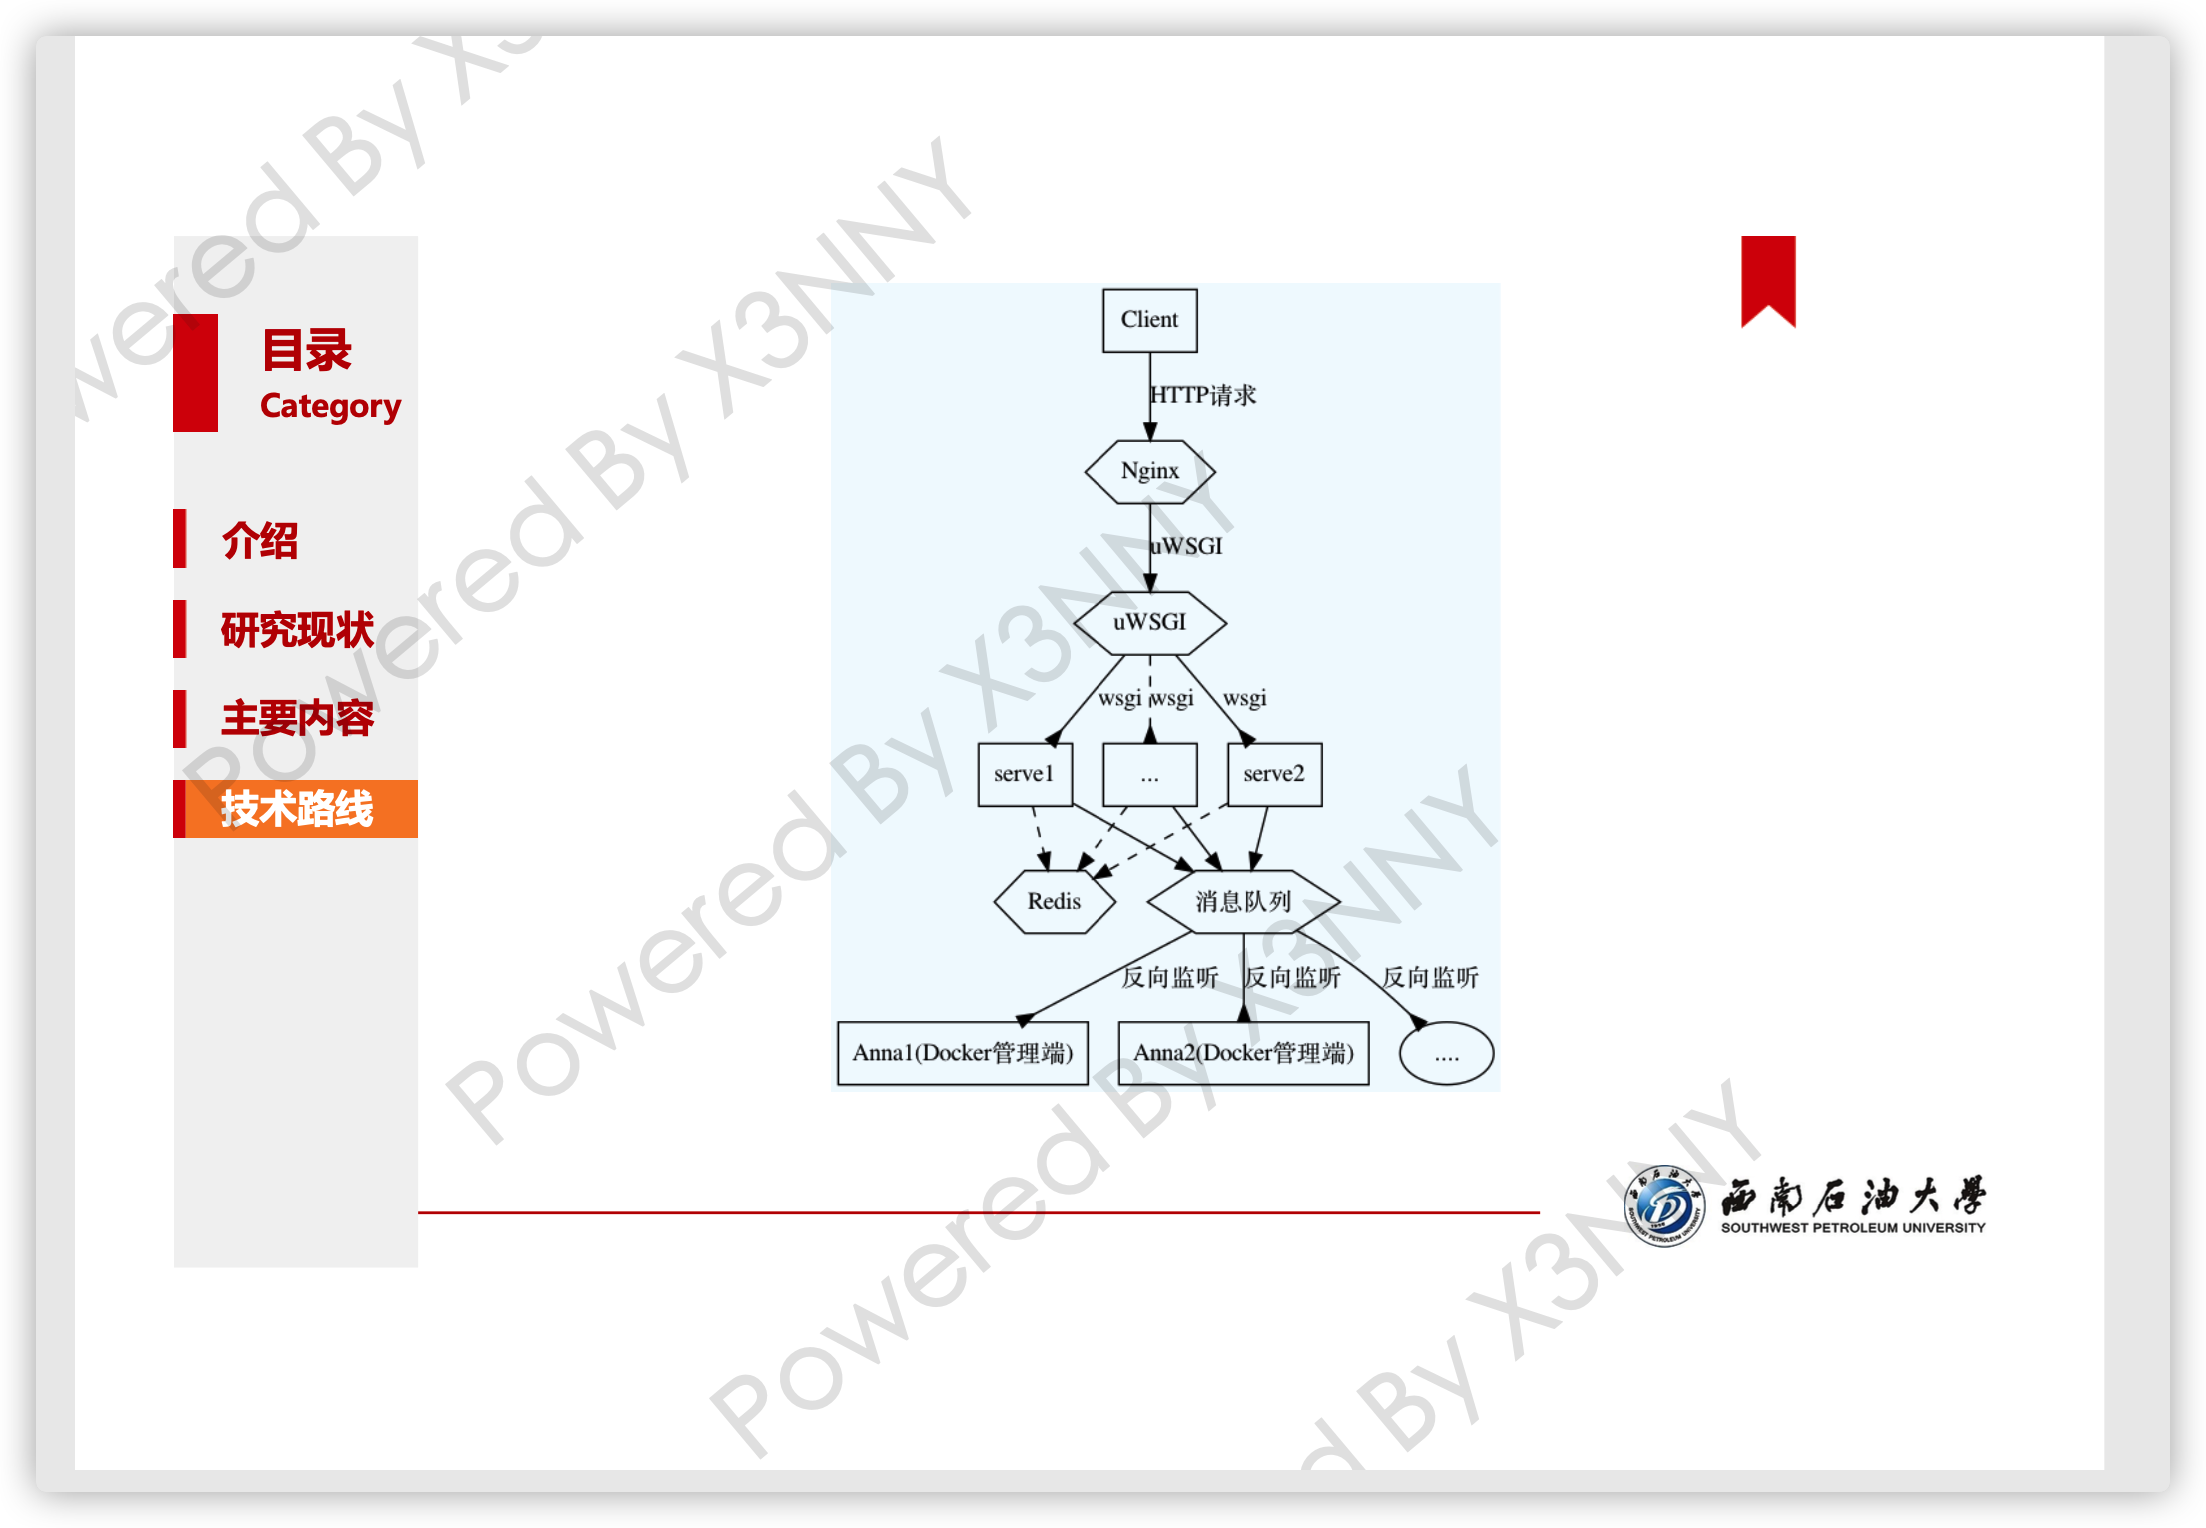 目录
Category
介绍
研究现状
主要内容
技术路线
Client
HTTP请求
Nginx
uWSGI
uWSGI
wsgi wsgi wsgi
serve1 ... serve2
Redis 消息队列
反向监听 反向监听 反向监听
Anna1(Docker管理端) Anna2(Docker管理端) ....
西南石油大學
SOUTHWEST PETROLEUM UNIVERSITY
wered By X3
Powered By X3NNY
Powered By X3NNY
Powered By X3NNY
d By X3NNY